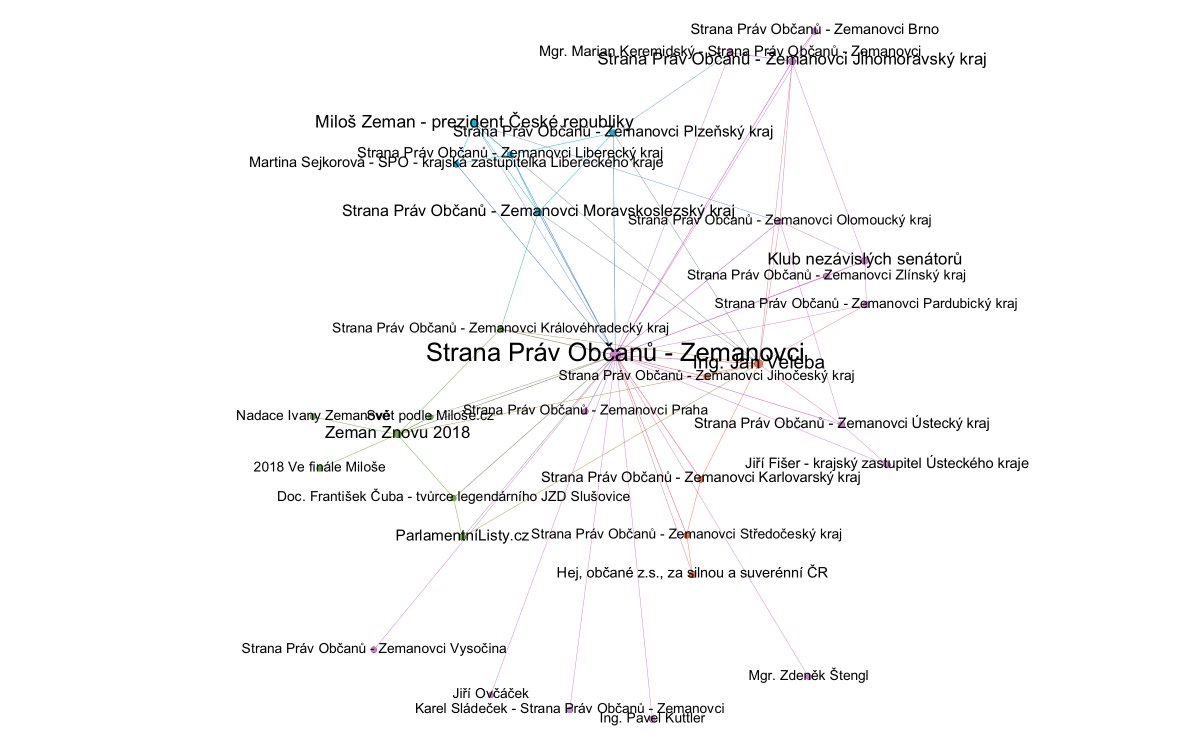 Strana Práv Občanů - Zemanovci Brno
Mgr. Marian Keremidský - Strana Práv Občanů - Zemanovci
Strana Práv Občanů - Zemanovci Jihomoravský kraj
Miloš Zeman - prezident České republiky
Strana Práv Občanů - Zemanovci Plzeňský kraj
Strana Práv Občanů - Zemanovci Liberecký kraj
Martina Sejkorová - SPO - krajská zastupitelka Libereckého kraje
Strana Práv Občanů - Zemanovci Moravskoslezský kraj
Strana Práv Občanů - Zemanovci Olomoucký kraj
Klub nezávislých senátorů
Strana Práv Občanů - Zemanovci Zlínský kraj
Strana Práv Občanů - Zemanovci Pardubický kraj
Strana Práv Občanů - Zemanovci Královéhradecký kraj
Strana Práv Občanů - Zemanovci
Ing. Jan Veleba
Strana Práv Občanů - Zemanovci Jihočeský kraj
Strana Práv Občanů - Zemanovci Praha
Nadace Ivany Zemanové
Svět podle Miloše.cz
Strana Práv Občanů - Zemanovci Ústecký kraj
Zeman Znovu 2018
Jiří Fišer - krajský zastupitel Ústeckého kraje
2018 Ve finále Miloše
Strana Práv Občanů - Zemanovci Karlovarský kraj
Doc. František Čuba - tvůrce legendárního JZD Slušovice
ParlamentníListy.cz
Strana Práv Občanů - Zemanovci Středočeský kraj
Hej, občané z.s., za silnou a suverénní ČR
Strana Práv Občanů - Zemanovci Vysočina
Mgr. Zdeněk Štengl
Jiří Ovčáček
Karel Sládeček - Strana Práv Občanů - Zemanovci
Ing. Pavel Kuttler